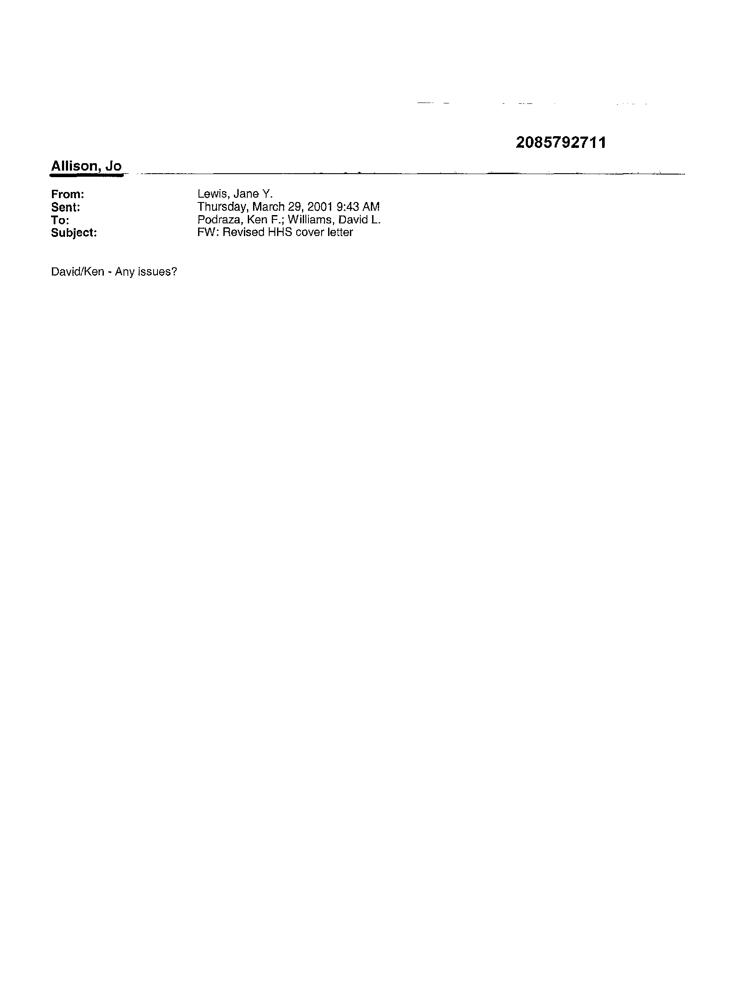 2085792711
Allison, Jo
From: Lewis, Jane Y.
Sent: Thursday, March 29, 2001 9:43 AM
To: Podraza, Ken F.; Williams, David L.
Subject: FW: Revised HHS cover letter
David/Ken - Any issues?